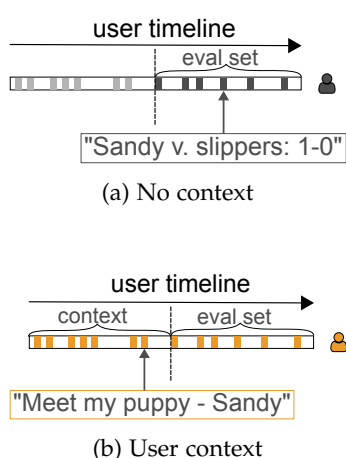 user timeline
eval set
"Sandy v. slippers: 1-0"
(a) No context
user timeline
context eval set
"Meet my puppy - Sandy"
(b) User context